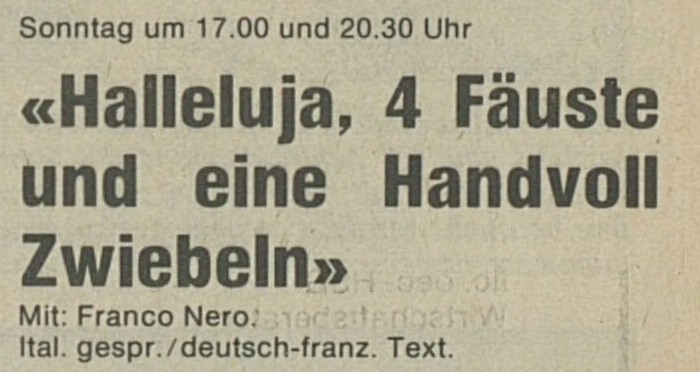 Sonntag um 17.00 und 20.30 Uhr
«Halleluja, 4 Fäuste
und eine Handvoll
Zwiebeln»
Mit: Franco Nero.
Ital. gespr./deutsch-franz. Text.